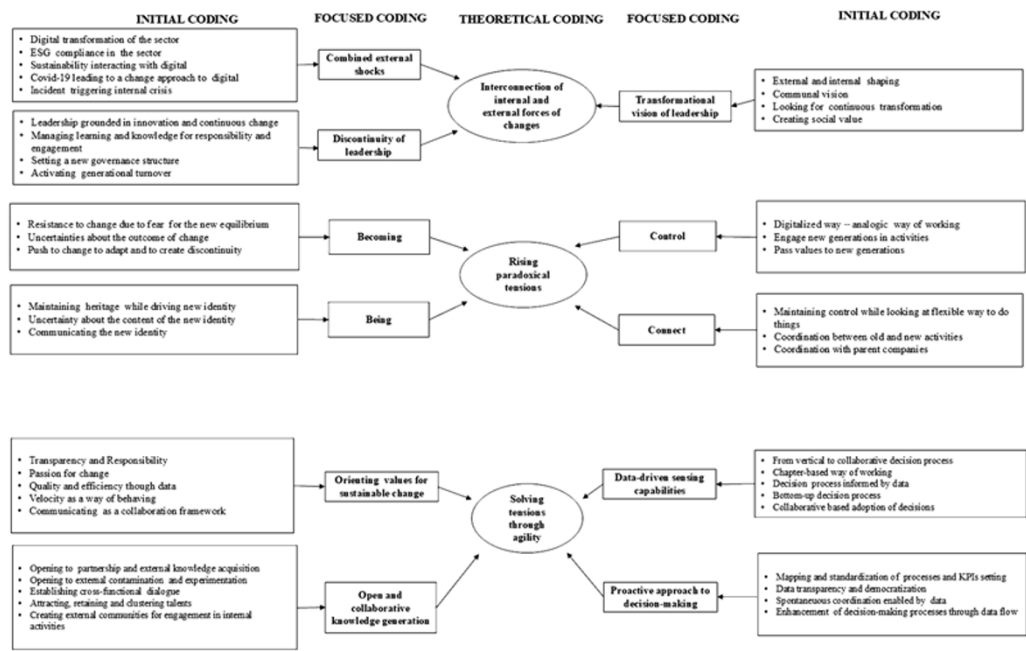 INITIAL CODING
FOCUSED CODING
THEORETICAL CODING
FOCUSED CODING
INITIAL CODING
• Digital transformation of the sector
• ESG compliance in the sector
• Sustainability interacting with digital
• Covid-19 leading to a change approach to digital
• Incident triggering internal crisis
Combined external
shocks
Interconnection of
internal and
external forces of
changes
Transformational
vision of leadership
• External and internal shaping
• Communal vision
• Looking for continuous transformation
• Creating social value
• Leadership grounded in innovation and continuous change
• Managing learning and knowledge for responsibility and
engagement
• Setting a new governance structure
• Activating generational turnover
Discontinuity of
leadership
• Resistance to change due to fear for the new equilibrium
• Uncertainties about the outcome of change
• Push to change to adapt and to create discontinuity
Becoming
Rising
paradoxical
tensions
Control
• Digitalized way – analogic way of working
• Engage new generations in activities
• Pass values to new generations
• Maintaining heritage while driving new identity
• Uncertainty about the content of the new identity
• Communicating the new identity
Being
Connect
• Maintaining control while looking at flexible way to do
things
• Coordination between old and new activities
• Coordination with parent companies
• Transparency and Responsibility
• Passion for change
• Quality and efficiency though data
• Velocity as a way of behaving
• Communicating as a collaboration framework
Orienting values for
sustainable change
Solving
tensions
through
agility
Data-driven sensing
capabilities
• From vertical to collaborative decision process
• Chapter-based way of working
• Decision process informed by data
• Bottom-up decision process
• Collaborative based adoption of decisions
• Opening to partnership and external knowledge acquisition
• Opening to external contamination and experimentation
• Establishing cross-functional dialogue
• Attracting, retaining and clustering talents
• Creating external communities for engagement in internal
activities
Open and
collaborative
knowledge generation
Proactive approach to
decision-making
• Mapping and standardization of processes and KPIs setting
• Data transparency and democratization
• Spontaneous coordination enabled by data
• Enhancement of decision-making processes through data flow